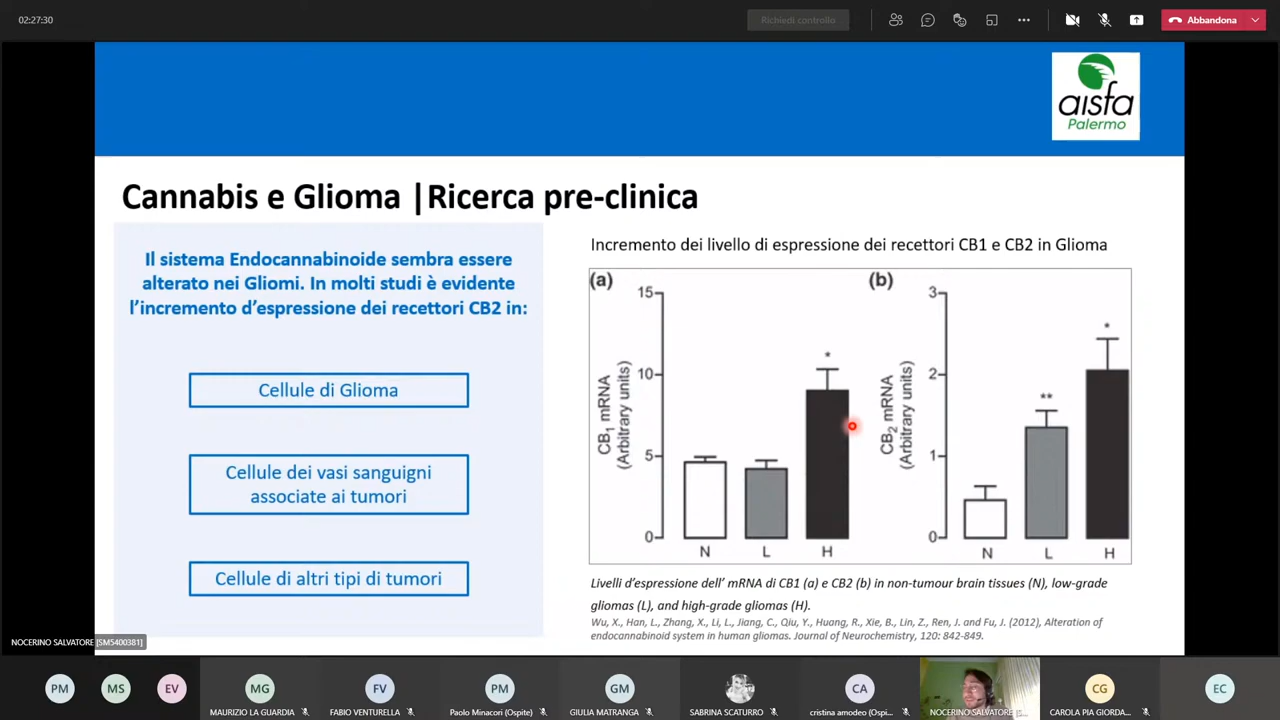 02:27:30
Richiedi controllo
Abbandona
aisfa
Palermo
Cannabis e Glioma |Ricerca pre-clinica
Il sistema Endocannabinoide sembra essere
alterato nei Gliomi. In molti studi è evidente
l'incremento d'espressione dei recettori CB2 in:
Cellule di Glioma
Cellule dei vasi sanguigni
associate ai tumori
Cellule di altri tipi di tumori
Incremento dei livello di espressione dei recettori CB1 e CB2 in Glioma
(a)
15
10
5
0
CB1 mRNA
(Arbitrary units)
*
N L H
(b)
3
2
1
0
CB2 mRNA
(Arbitrary units)
**
*
N L H
Livelli d'espressione dell' mRNA di CB1 (a) e CB2 (b) in non-tumour brain tissues (N), low-grade
gliomas (L), and high-grade gliomas (H).
Wu, X., Han, L., Zhang, X., Li, L., Jiang, C., Qiu, Y., Huang, R., Xie, B., Lin, Z., Ren, J. and Fu, J. (2012), Alteration of
endocannabinoid system in human gliomas. Journal of Neurochemistry, 120: 842-849.
NOCERINO SALVATORE [SM5400381]
PM
MS
EV
MG
MAURIZIO LA GUARDIA
FV
FABIO VENTURELLA
PM
Paolo Minacori (Ospite)
GM
GIULIA MATRANGA
SABRINA SCATURRO
CA
cristina amodeo (Ospi...
NOCERINO SALVATORE [S...
CG
CAROLA PIA GIORDA...
EC